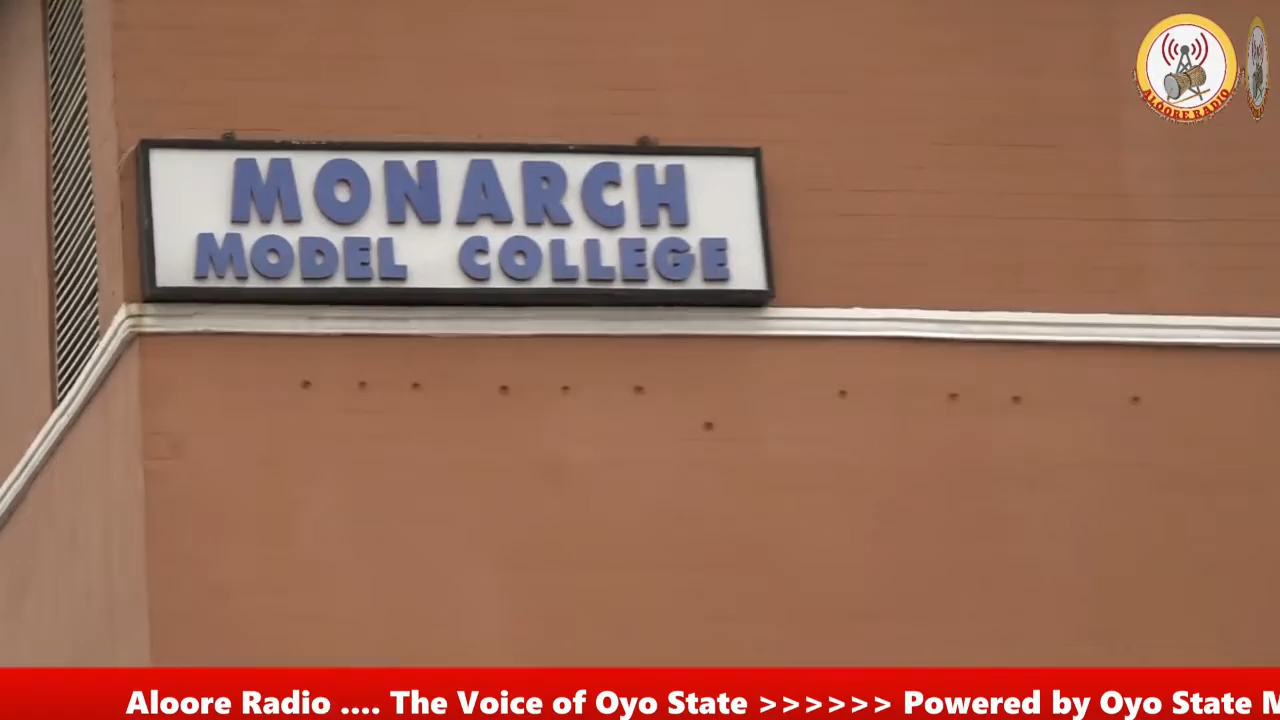 ALOORE RADIO
MONARCH
MODEL COLLEGE
Aloore Radio .... The Voice of Oyo State >>>>>> Powered by Oyo State M